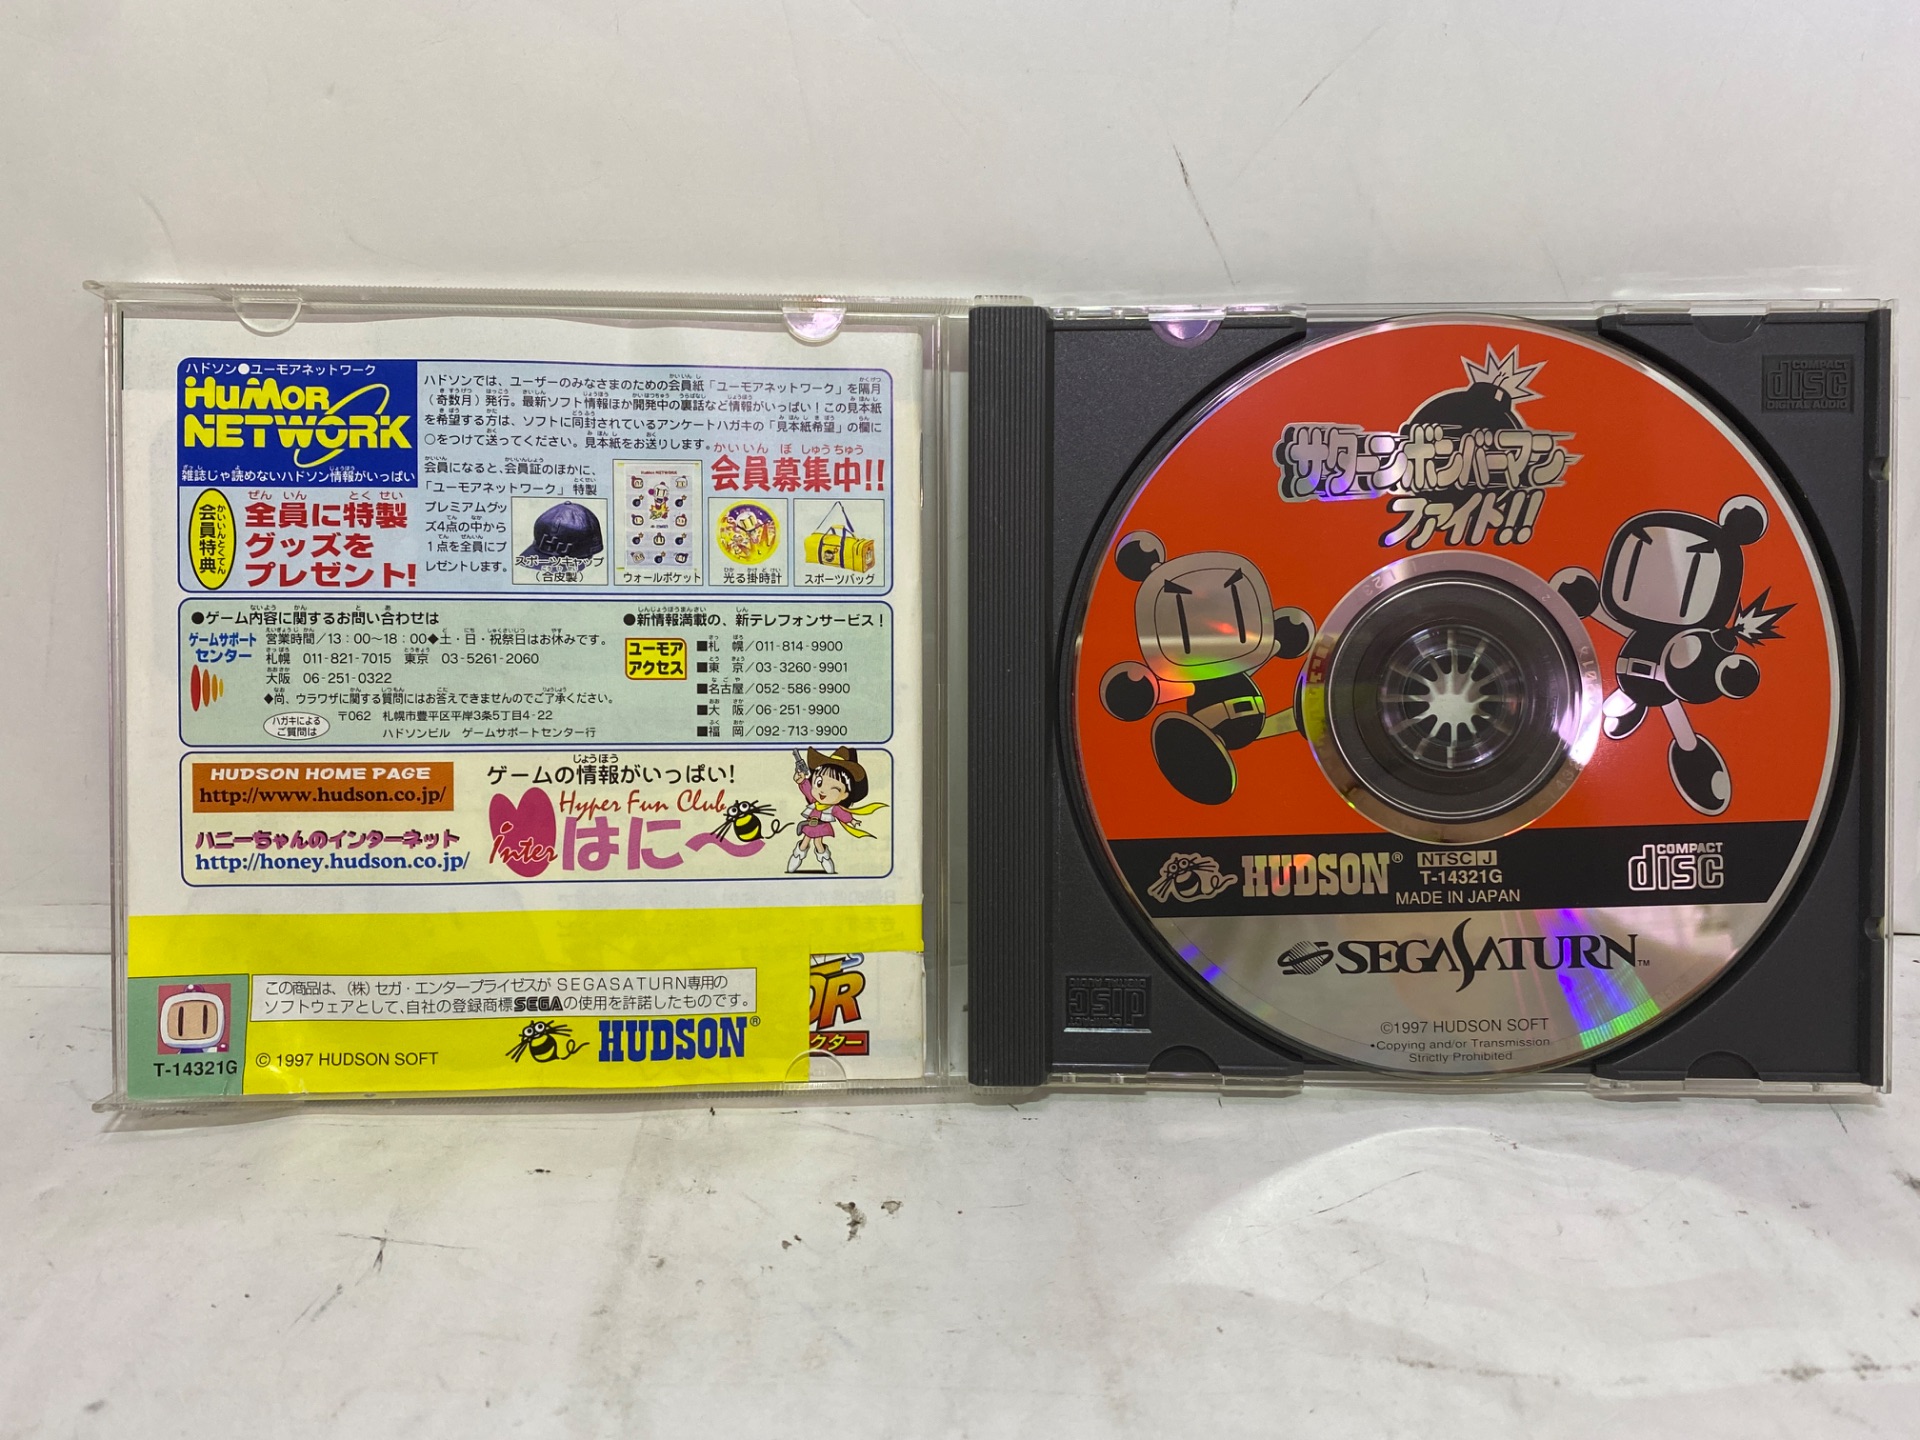 ハドソン●ユーモアネットワーク
HuMoR
NETWORK
雑誌じゃ読めないハドソン情報がいっぱい
ハドソンでは、ユーザーのみなさまのための会員紙「ユーモアネットワーク」を隔月
(奇数月)発行。最新ソフト情報ほか開発中の裏話など情報がいっぱい!この見本紙
を希望する方は、ソフトに同封されているアンケートハガキの「見本紙希望」の欄に
○をつけて送ってください。見本紙をお送りします。
会員募集中!!
会員特典
全員に特製
グッズを
プレゼント!
会員になると、会員証のほかに、
「ユーモアネットワーク」特製
プレミアムグッ
ズ4点の中から
1点を全員にプ
レゼントします。
スポーツキャップ
(合皮製)
ウォールポケット
光る掛時計
スポーツバッグ
●ゲーム内容に関するお問い合わせは
ゲームサポート
センター
営業時間/13:00〜18:00◆土・日・祝祭日はお休みです。
札幌 011-821-7015 東京 03-5261-2060
大阪 06-251-0322
◆尚、ウラワザに関する質問にはお答えできませんのでご了承ください。
ハガキによる
ご質問は
〒062 札幌市豊平区平岸3条5丁目4-22
ハドソンビル ゲームサポートセンター行
●新情報満載の、新テレフォンサービス!
ユーモア
アクセス
■札 幌/011-814-9900
■東 京/03-3260-9901
■名古屋/052-586-9900
■大 阪/06-251-9900
■福 岡/092-713-9900
HUDSON HOME PAGE
http://www.hudson.co.jp/
ハニーちゃんのインターネット
http://honey.hudson.co.jp/
ゲームの情報がいっぱい!
Hyper Fun Club
inter はに〜
この商品は、(株)セガ・エンタープライゼスがSEGASATURN専用の
ソフトウェアとして、自社の登録商標SEGAの使用を許諾したものです。
T-14321G
© 1997 HUDSON SOFT
HUDSON®
クター
サターンボンバーマン
ファイト!!
HUDSON®
NTSC J
T-14321G
MADE IN JAPAN
COMPACT
disc
SEGA SATURN™
©1997 HUDSON SOFT
•Copying and/or Transmission
Strictly Prohibited
COMPACT
disc
DIGITAL AUDIO